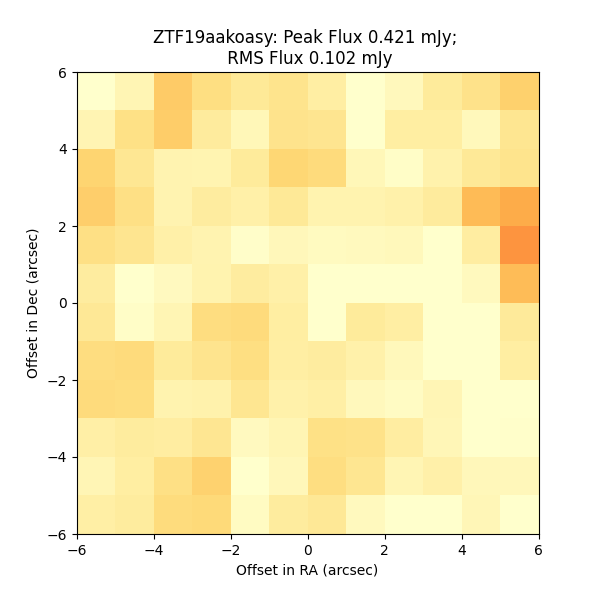 ZTF19aakoasy: Peak Flux 0.421 mJy;
RMS Flux 0.102 mJy
6
4
2
0
−2
−4
−6
Offset in Dec (arcsec)
−6 −4 −2 0 2 4 6
Offset in RA (arcsec)